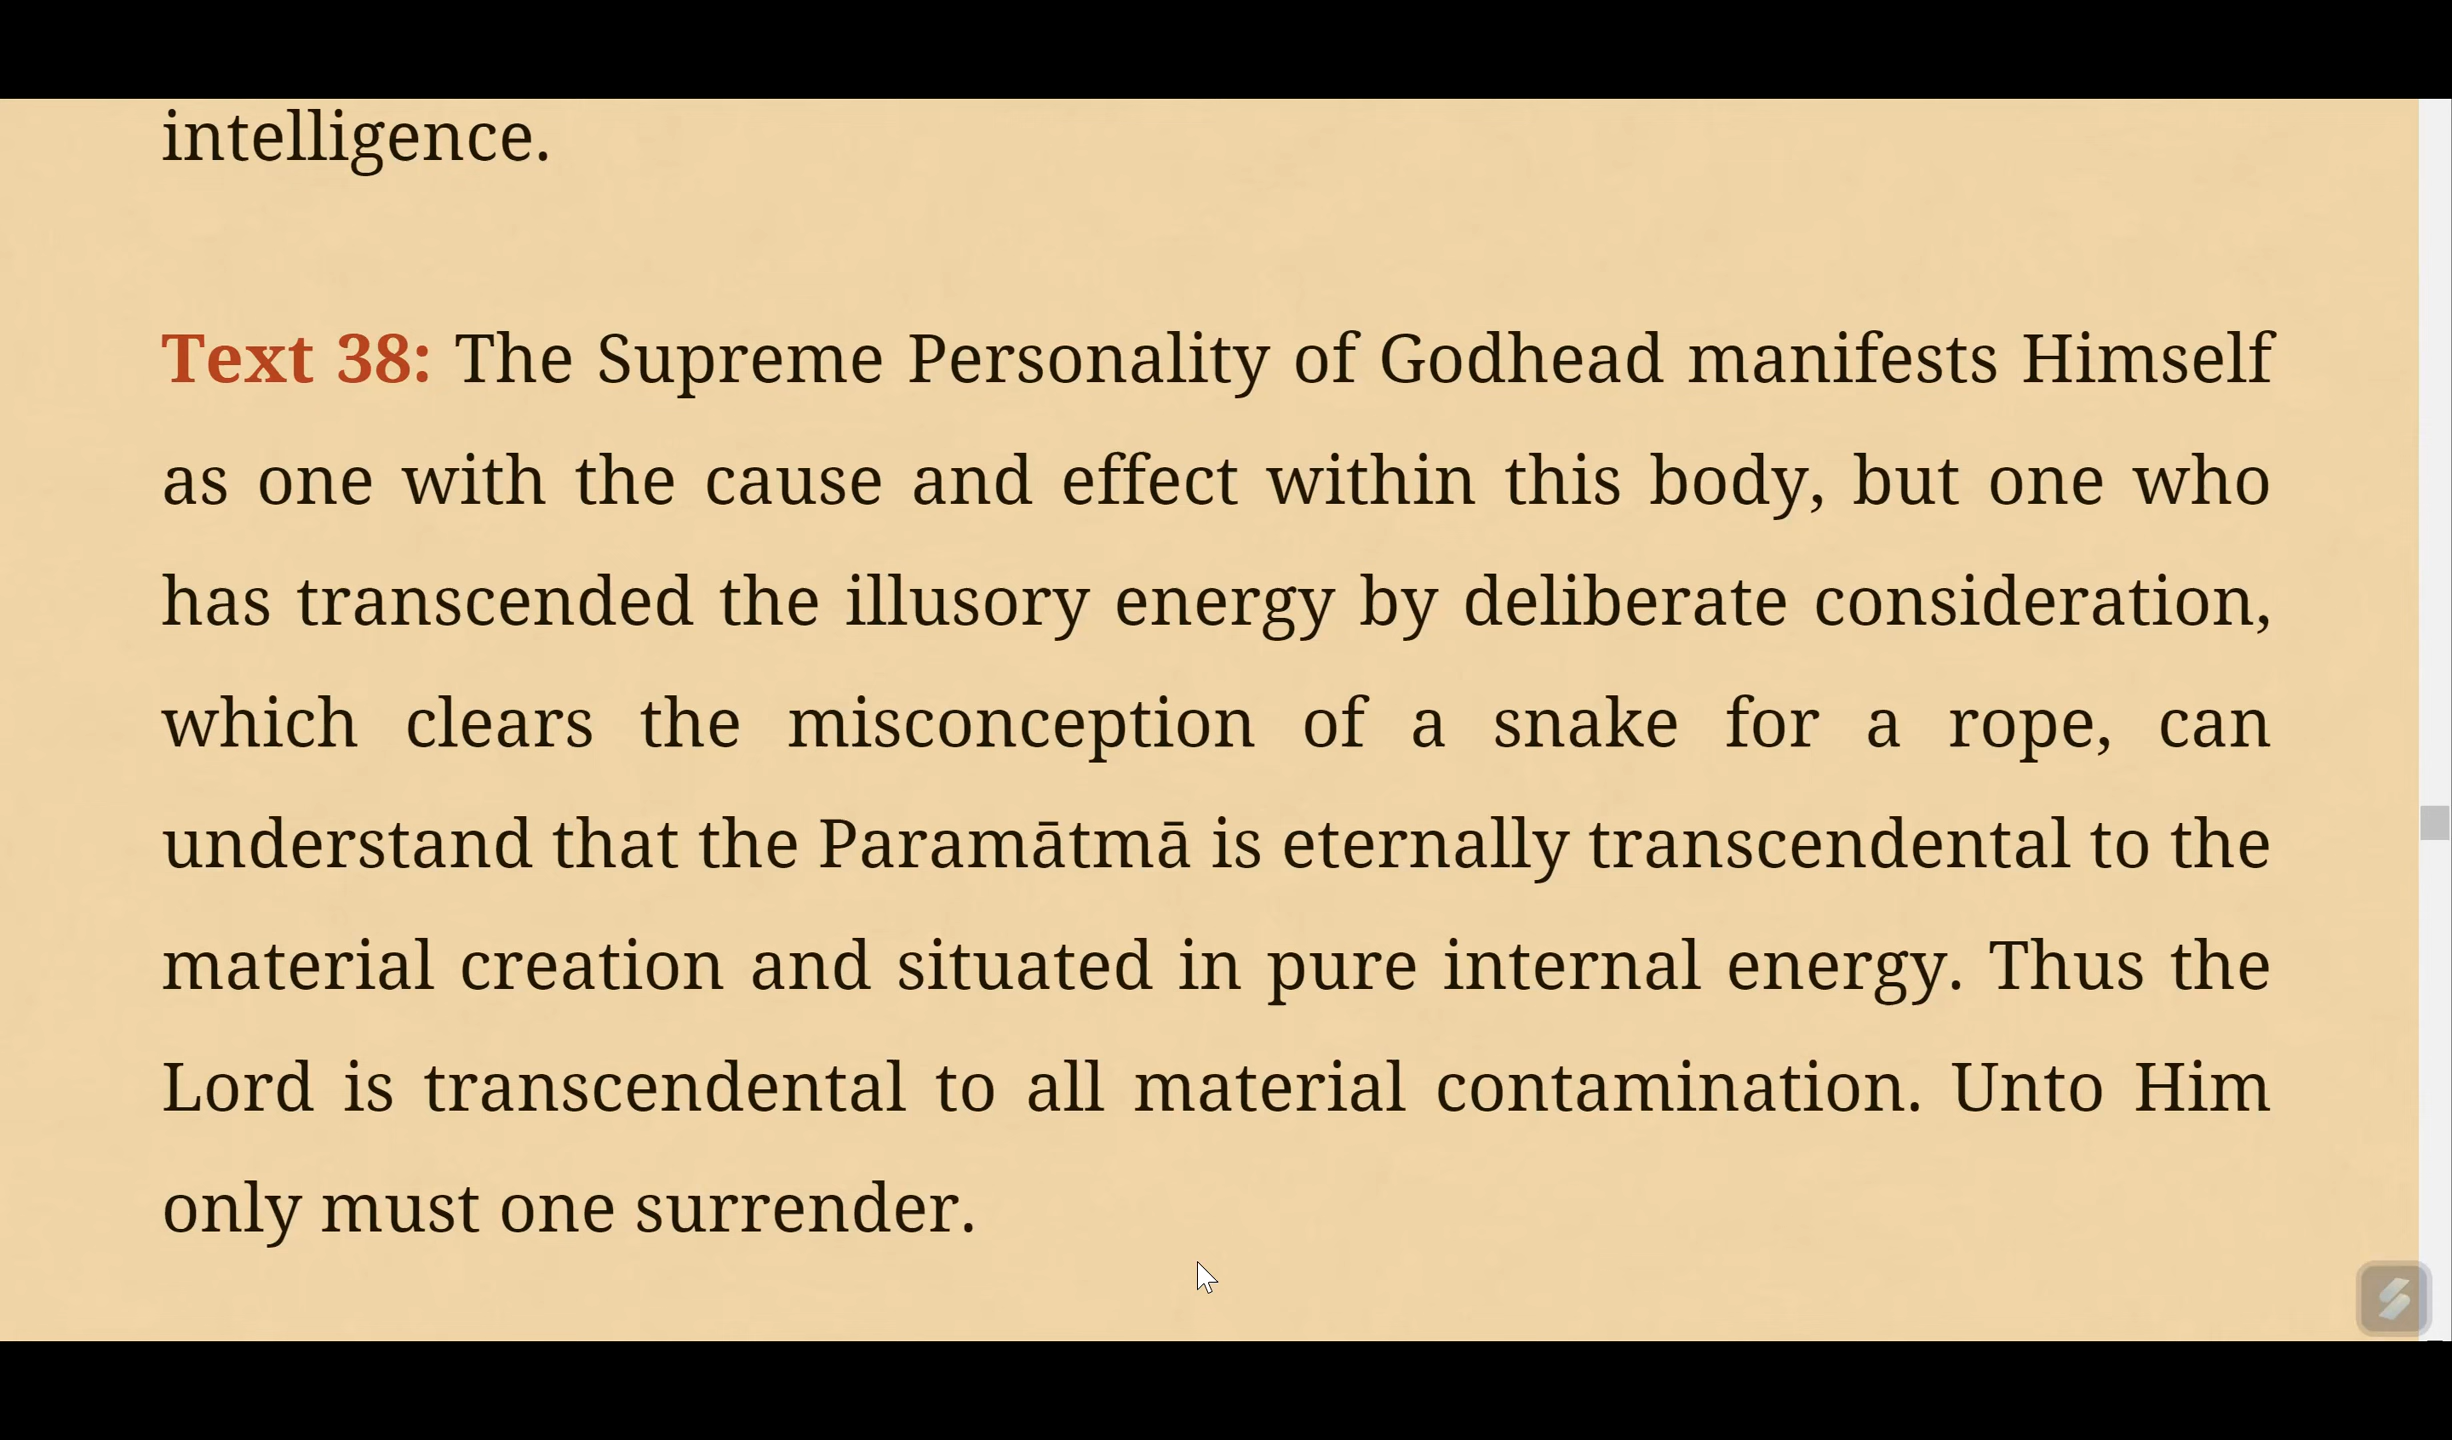 intelligence.
Text 38: The Supreme Personality of Godhead manifests Himself
as one with the cause and effect within this body, but one who
has transcended the illusory energy by deliberate consideration,
which clears the misconception of a snake for a rope, can
understand that the Paramātmā is eternally transcendental to the
material creation and situated in pure internal energy. Thus the
Lord is transcendental to all material contamination. Unto Him
only must one surrender.